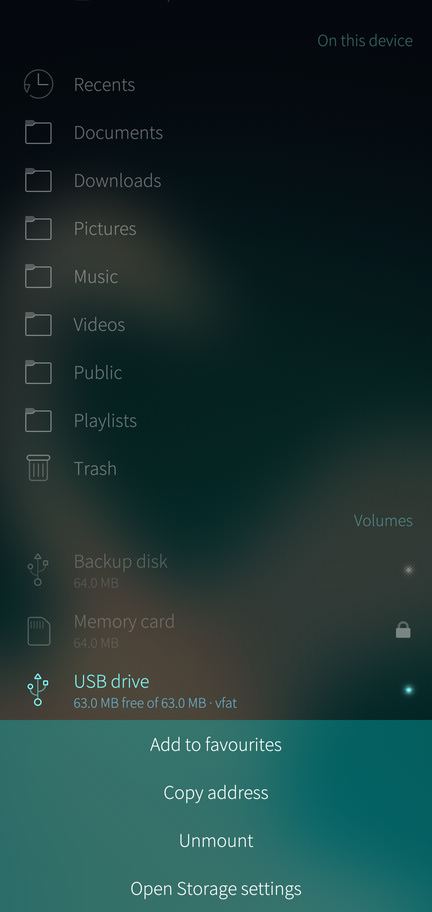 On this device
Recents
Documents
Downloads
Pictures
Music
Videos
Public
Playlists
Trash
Volumes
Backup disk
64.0 MB
Memory card
64.0 MB
USB drive
63.0 MB free of 63.0 MB · vfat
Add to favourites
Copy address
Unmount
Open Storage settings